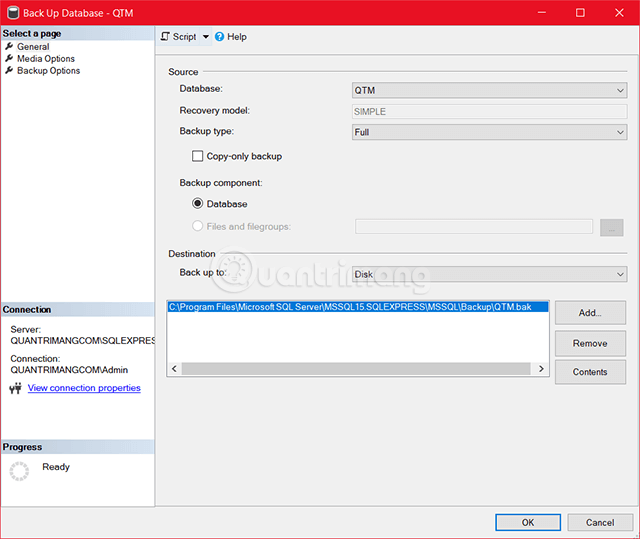 Back Up Database - QTM
Select a page
General
Media Options
Backup Options
Script
Help
Source
Database:
QTM
Recovery model:
SIMPLE
Backup type:
Full
Copy-only backup
Backup component:
Database
Files and filegroups:
...
Destination
Back up to:
Disk
Quantrimang
C:\Program Files\Microsoft SQL Server\MSSQL15.SQLEXPRESS\MSSQL\Backup\QTM.bak
Add...
Remove
Contents
Connection
Server:
QUANTRIMANGCOM\SQLEXPRES
Connection:
QUANTRIMANGCOM\Admin
View connection properties
Progress
Ready
OK
Cancel